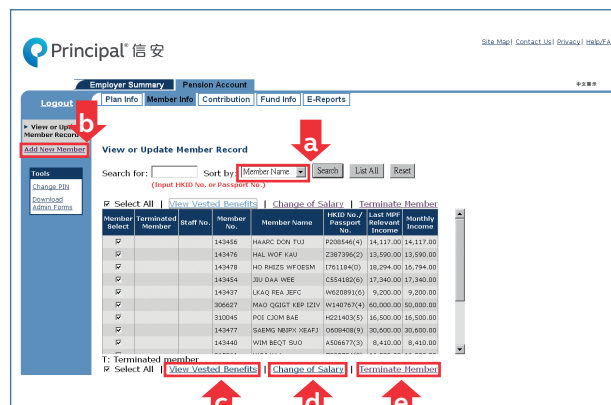 Site Map| Contact Us| Privacy| Help/FA
Principal 信安
Employer Summary Pension Account
中文顯示
Logout
Plan Info Member Info Contribution Fund Info E-Reports
b
▶ View or Upd
Member Record
Add New Member
a
View or Update Member Record
Search for: Sort by: Member Name Search List All Reset
(Input HKID No. or Passport No.)
Tools
Change PIN
Download
Admin Forms
Select All | View Vested Benefits | Change of Salary | Terminate Member
Member Select Terminated Member Staff No. Member No. Member Name HKID No./ Passport No. Last MPF Relevant Income Monthly Income
143456 HAARC DON TUJ P208546(4) 14,117.00 14,117.00
143476 HAL WOF KAU Z387396(2) 13,590.00 13,590.00
143478 HO RHIZS WFOESM I761184(0) 18,294.00 16,794.00
143454 JIU DAA WEE C554182(6) 17,340.00 17,340.00
143437 LKAQ REA JEFC W620891(6) 9,200.00 9,200.00
306627 MAO QGIGT KEP IZIV W140767(4) 60,000.00 50,000.00
310045 POI CJOM BAE H221403(5) 16,500.00 16,500.00
143477 SAEMG NBIPX XEAFJ O608408(9) 30,600.00 30,600.00
143440 WIM BEQT SUO A506677(3) 8,410.00 8,410.00
T: Terminated member
Select All | View Vested Benefits | Change of Salary | Terminate Member
c d e